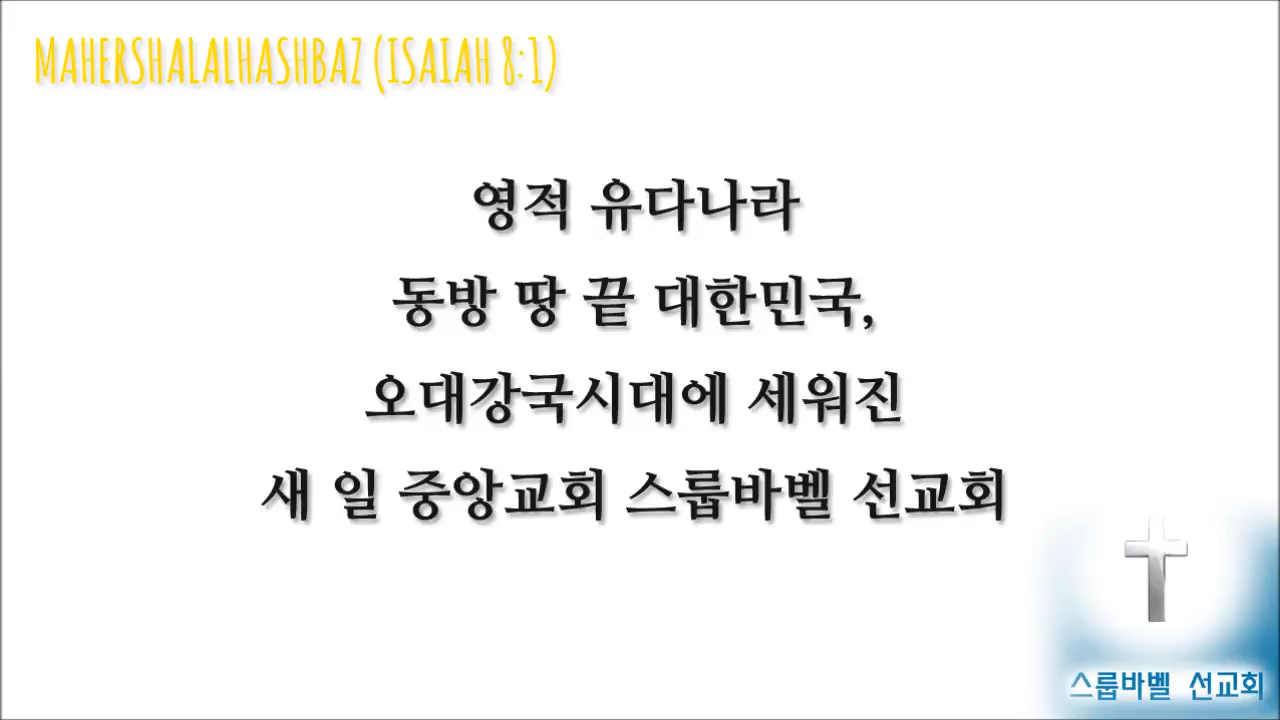 MAHERSHALALHASHBAZ (ISAIAH 8:1)
영적 유다나라
동방 땅 끝 대한민국,
오대강국시대에 세워진
새 일 중앙교회 스룹바벨 선교회
스룹바벨 선교회